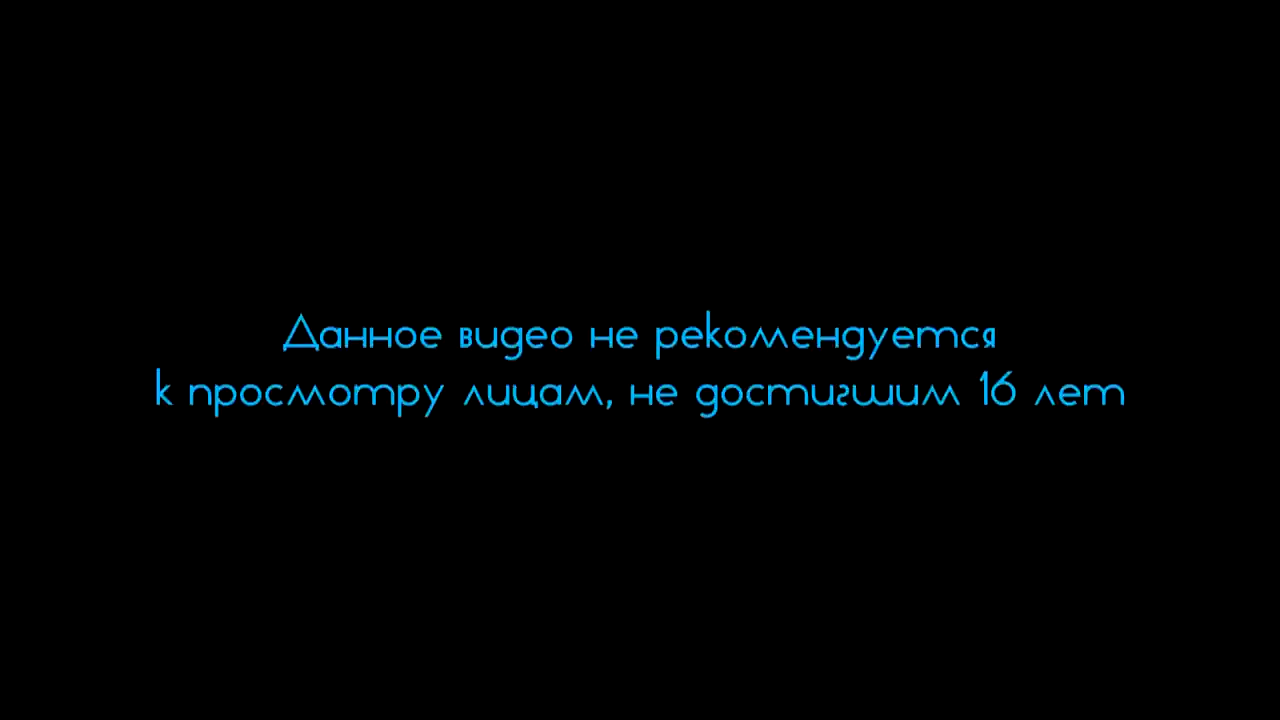 Данное видео не рекомендуется
к просмотру лицам, не достигшим 16 лет